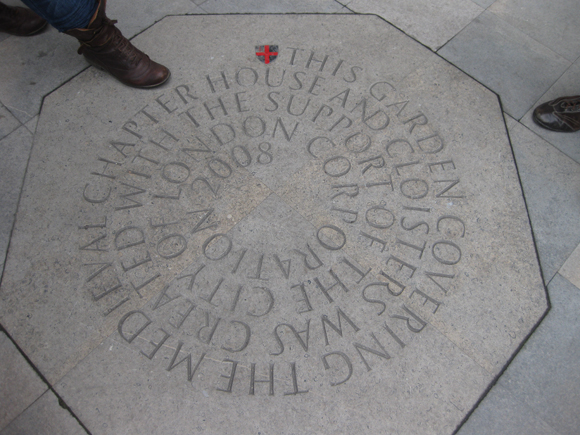 THIS GARDEN COVERING THE MEDIEVAL CHAPTER HOUSE AND CLOISTERS WAS CREATED WITH THE SUPPORT OF THE CITY OF LONDON CORPORATION 2008